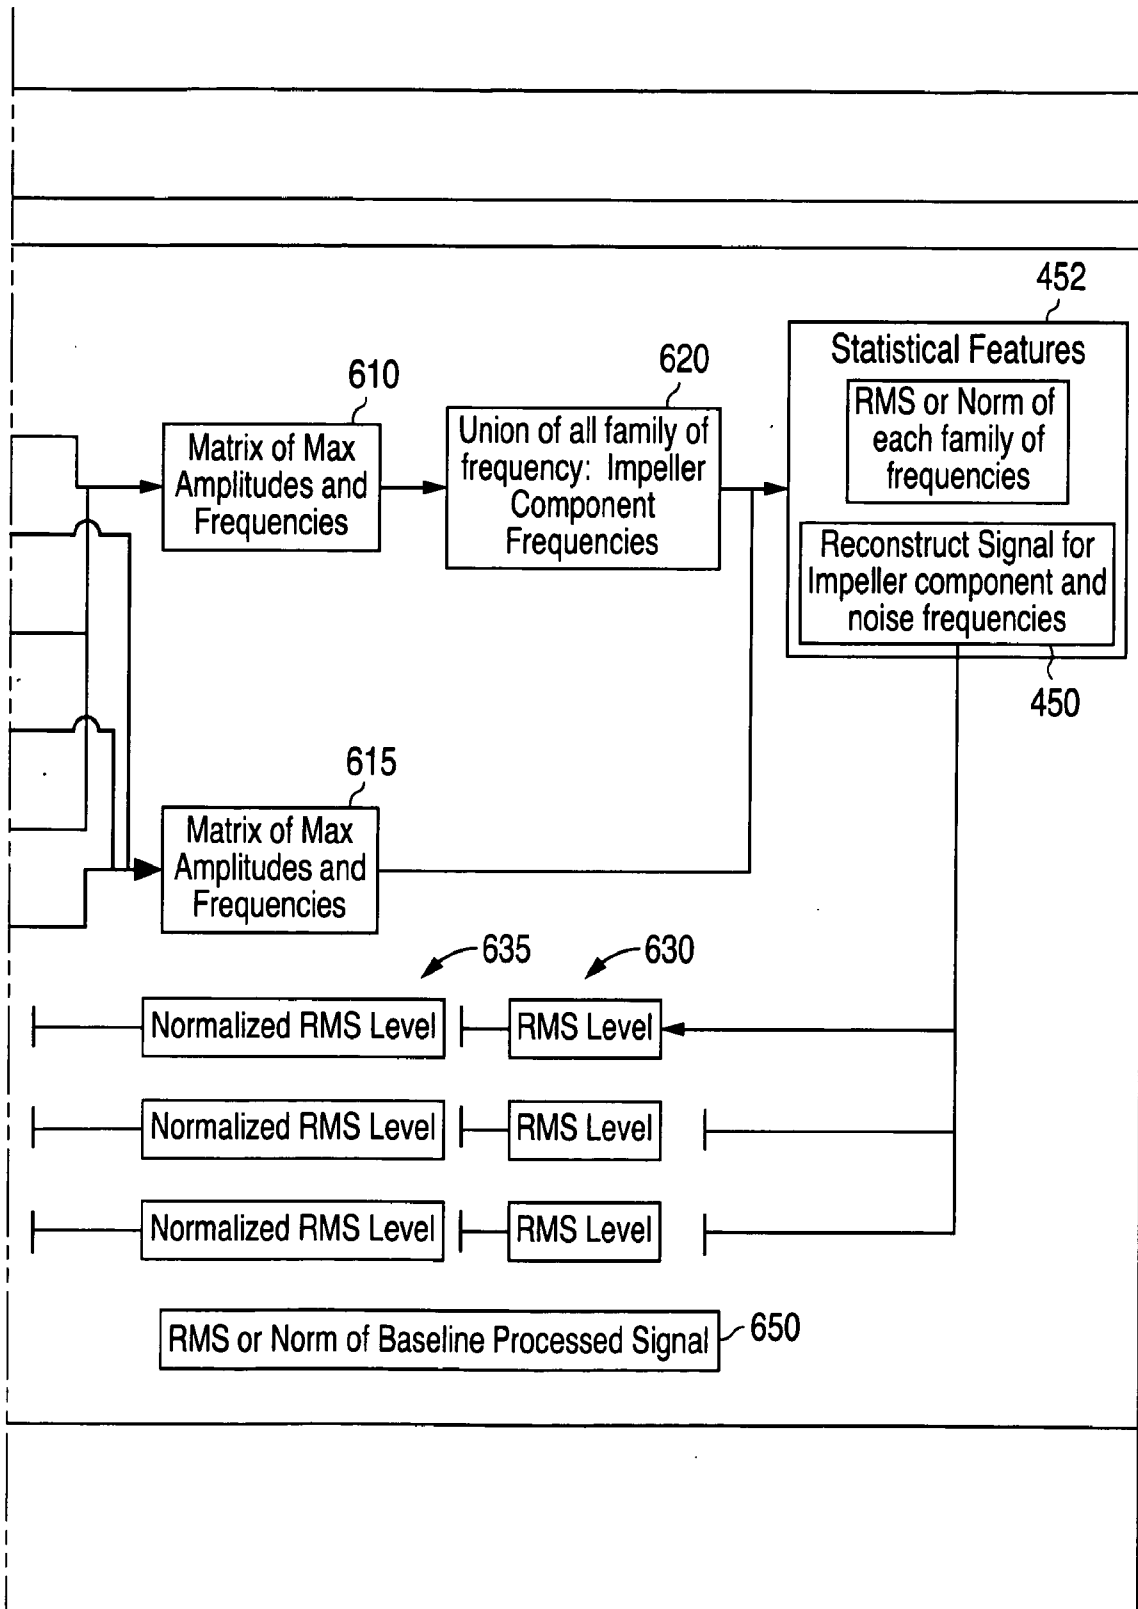 452
Statistical Features
RMS or Norm of
each family of
frequencies
Reconstruct Signal for
Impeller component and
noise frequencies
450
610
Matrix of Max
Amplitudes and
Frequencies
620
Union of all family of
frequency: Impeller
Component
Frequencies
615
Matrix of Max
Amplitudes and
Frequencies
635
630
Normalized RMS Level
RMS Level
Normalized RMS Level
RMS Level
Normalized RMS Level
RMS Level
RMS or Norm of Baseline Processed Signal
650